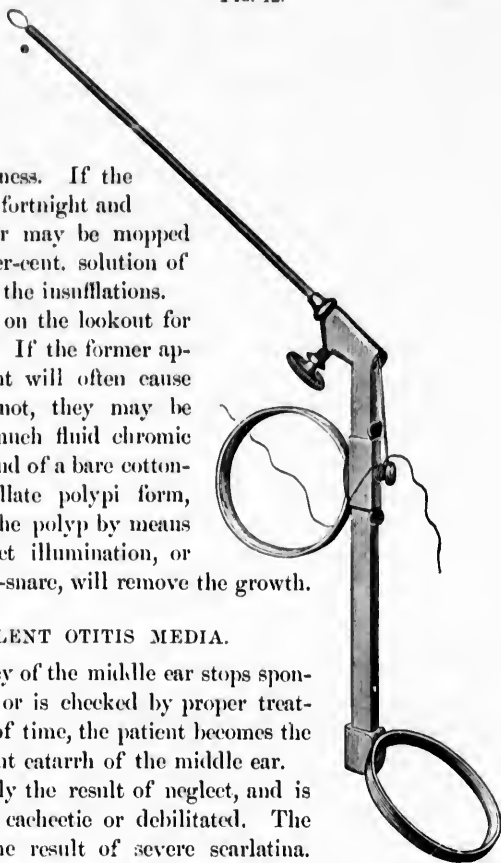 ness. If the
fortnight and
r may be mopped
er-cent. solution of
the insufflations.
on the lookout for
If the former ap-
nt will often cause
not, they may be
nuch fluid chromic
nd of a bare cotton-
llate polypi form,
he polyp by means
et illumination, or
-snare, will remove the growth.
LENT OTITIS MEDIA.
ey of the middle ear stops spon-
or is checked by proper treat-
of time, the patient becomes the
nt catarrh of the middle ear.
ly the result of neglect, and is
cachectic or debilitated. The
ne result of severe scarlatina.